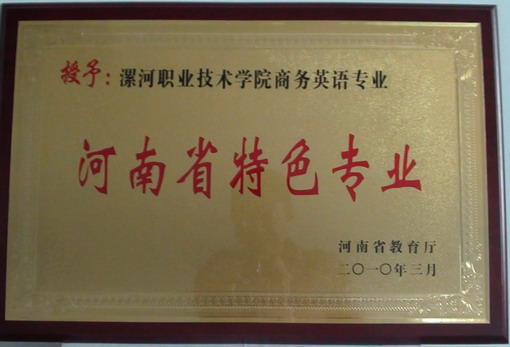 授予：漯河职业技术学院商务英语专业
河南省特色专业
河南省教育厅
二〇一〇年三月